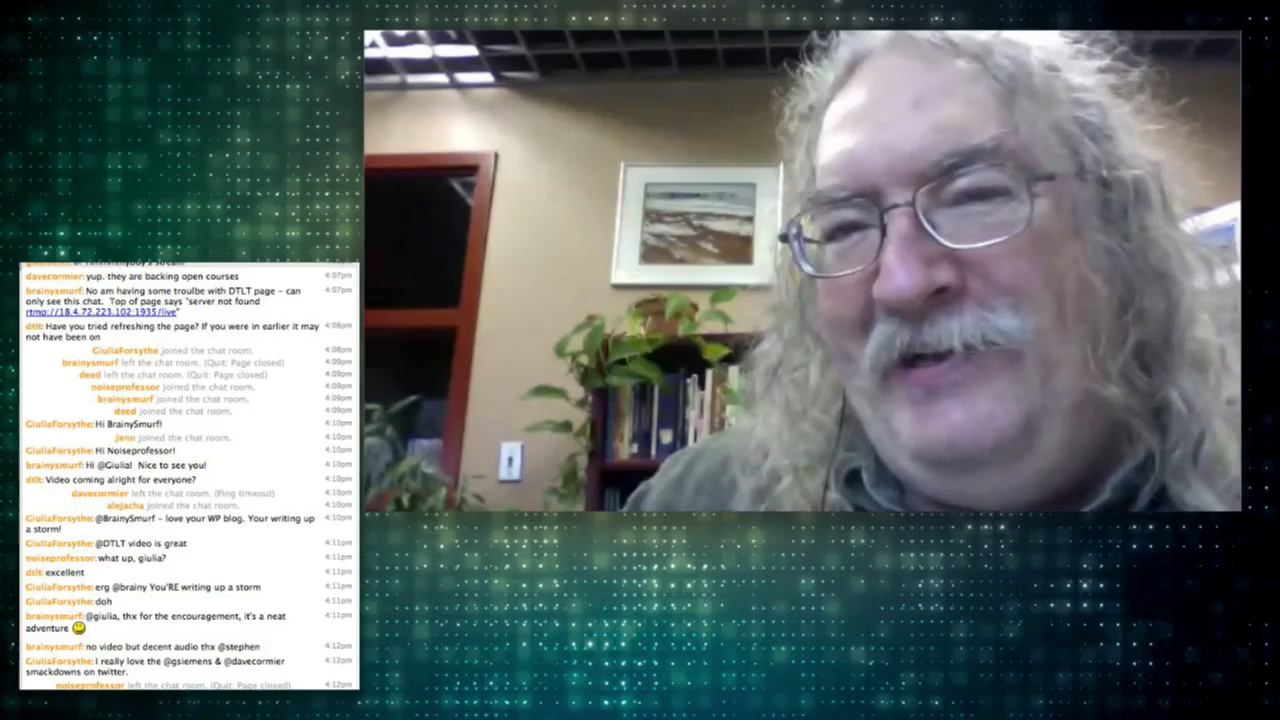 davecormier: yup. they are backing open courses 4:07pm
brainysmurf: No am having some troulbe with DTLT page – can 4:07pm
only see this chat. Top of page says "server not found
rtmp://18.4.72.223.102:1935/live"
dtlt: Have you tried refreshing the page? If you were in earlier it may 4:08pm
not have been on
GiuliaForsythe joined the chat room. 4:08pm
brainysmurf left the chat room. (Quit: Page closed) 4:09pm
deed left the chat room. (Quit: Page closed) 4:09pm
noiseprofessor joined the chat room. 4:09pm
brainysmurf joined the chat room. 4:09pm
deed joined the chat room. 4:09pm
GiuliaForsythe: Hi BrainySmurf! 4:10pm
Jenn joined the chat room. 4:10pm
GiuliaForsythe: Hi Noiseprofessor! 4:10pm
brainysmurf: Hi @Giulia! Nice to see you! 4:10pm
dtlt: Video coming alright for everyone? 4:10pm
davecormier left the chat room. (Ping timeout) 4:10pm
alejacha joined the chat room. 4:10pm
GiuliaForsythe: @BrainySmurf – love your WP blog. Your writing up 4:10pm
a storm!
GiuliaForsythe: @DTLT video is great 4:11pm
noiseprofessor: what up, giulia? 4:11pm
dtlt: excellent 4:11pm
GiuliaForsythe: erg @brainy You'RE writing up a storm 4:11pm
GiuliaForsythe: doh 4:11pm
brainysmurf: @giulia, thx for the encouragement, it's a neat 4:11pm
adventure
brainysmurf: no video but decent audio thx @stephen 4:12pm
GiuliaForsythe: I really love the @gsiemens & @davecormier 4:12pm
smackdowns on twitter.
noiseprofessor left the chat room. (Quit: Page closed) 4:12pm